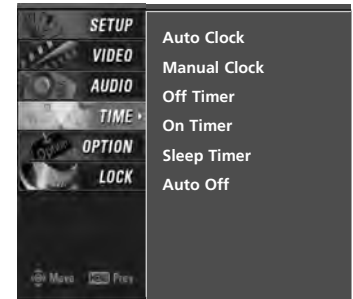 SETUP
VIDEO
AUDIO
TIME
OPTION
LOCK
Move MENU Prev
Auto Clock
Manual Clock
Off Timer
On Timer
Sleep Timer
Auto Off